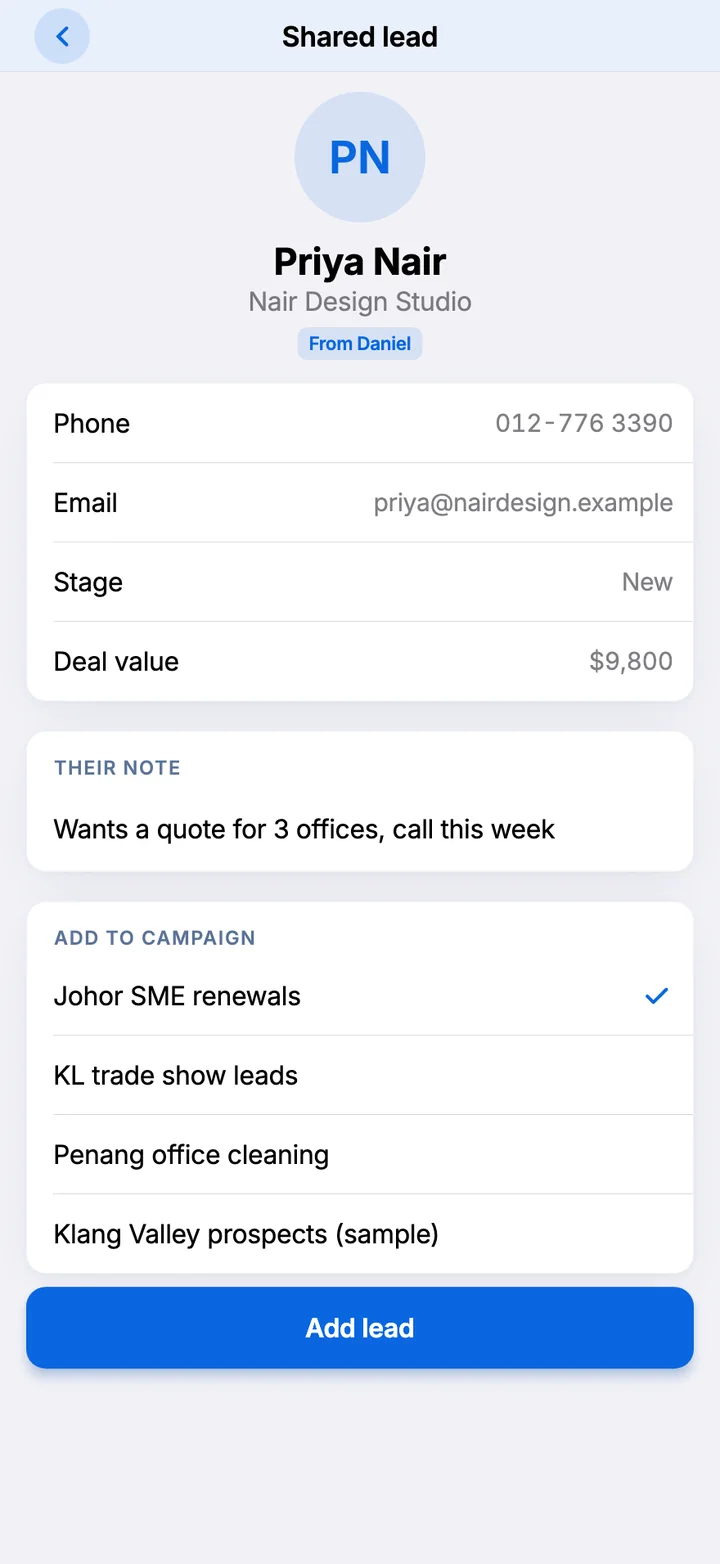 Shared lead
PN
Priya Nair
Nair Design Studio
From Daniel
Phone 012-776 3390
Email priya@nairdesign.example
Stage New
Deal value $9,800
THEIR NOTE
Wants a quote for 3 offices, call this week
ADD TO CAMPAIGN
Johor SME renewals
KL trade show leads
Penang office cleaning
Klang Valley prospects (sample)
Add lead